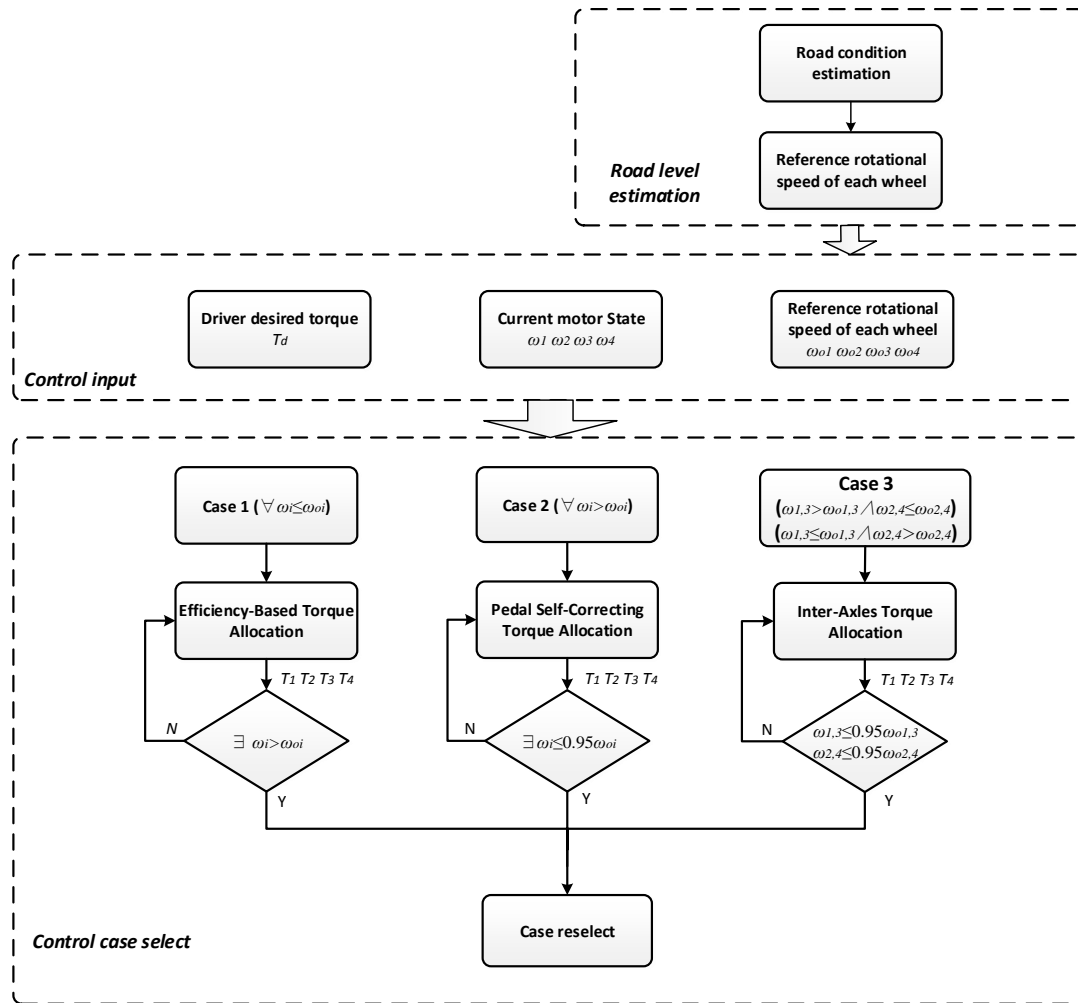 Road condition
estimation
Reference rotational
speed of each wheel
Road level
estimation
Driver desired torque
Td
Current motor State
ω1 ω2 ω3 ω4
Reference rotational
speed of each wheel
ωo1 ωo2 ωo3 ωo4
Control input
Case 1 (∀ ωi≤ωoi)
Case 2 (∀ ωi>ωoi)
Case 3
(ω1,3>ωo1,3 ∧ω2,4≤ωo2,4)
(ω1,3≤ωo1,3 ∧ω2,4>ωo2,4)
Efficiency-Based Torque
Allocation
Pedal Self-Correcting
Torque Allocation
Inter-Axles Torque
Allocation
T1 T2 T3 T4
T1 T2 T3 T4
T1 T2 T3 T4
N
∃ ωi>ωoi
N
∃ ωi≤0.95ωoi
N
ω1,3≤0.95ωo1,3
ω2,4≤0.95ωo2,4
Y
Y
Y
Case reselect
Control case select